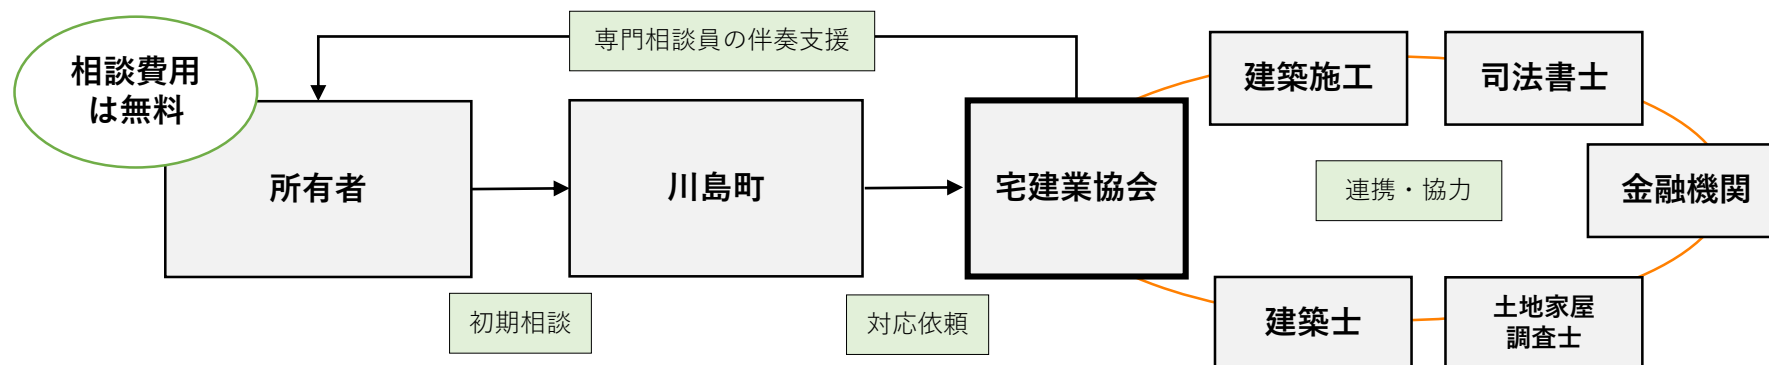 専門相談員の伴奏支援
相談費用
は無料
所有者
川島町
宅建業協会
建築施工
司法書士
連携・協力
金融機関
初期相談
対応依頼
建築士
土地家屋
調査士